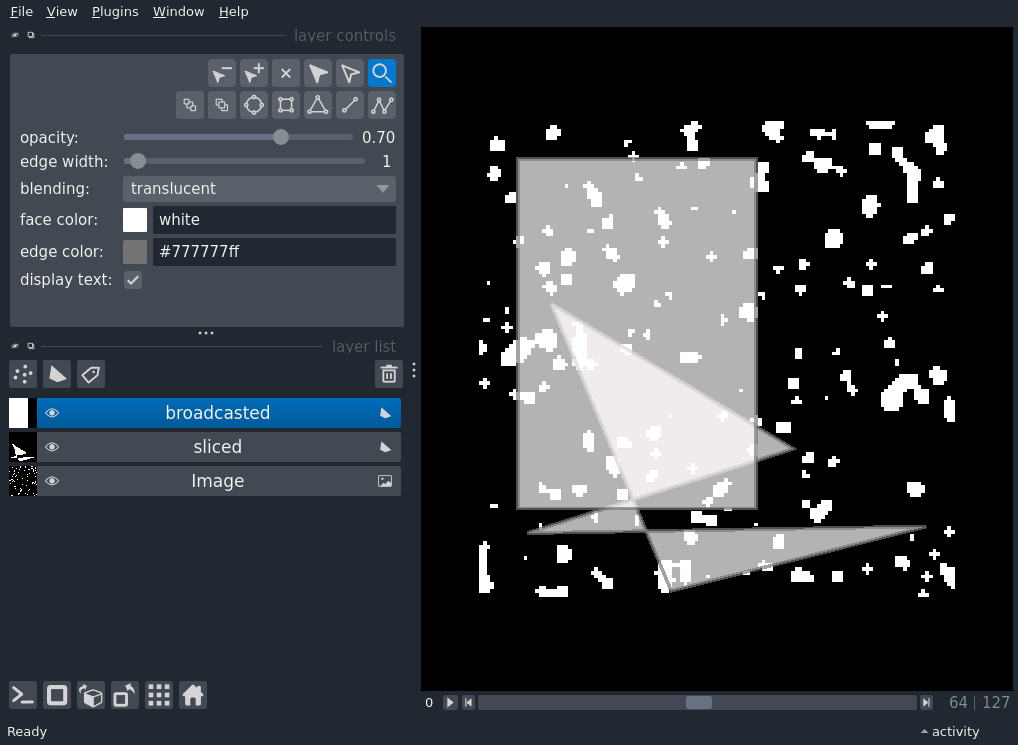 File View Plugins Window Help
layer controls
opacity: 0.70
edge width: 1
blending: translucent
face color: white
edge color: #777777ff
display text:
layer list
broadcasted
sliced
Image
0 64 | 127
Ready activity